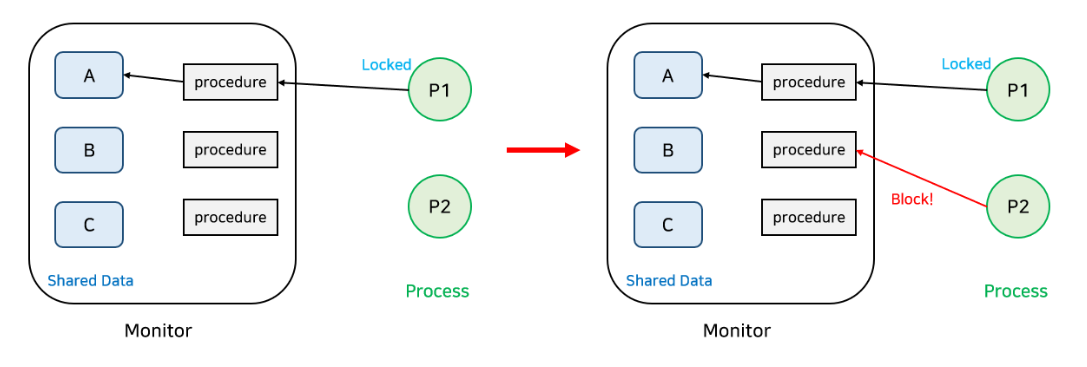 Locked
A
procedure
P1
B
procedure
C
procedure
P2
Shared Data
Process
Monitor
Locked
A
procedure
P1
B
procedure
Block!
C
procedure
P2
Shared Data
Process
Monitor